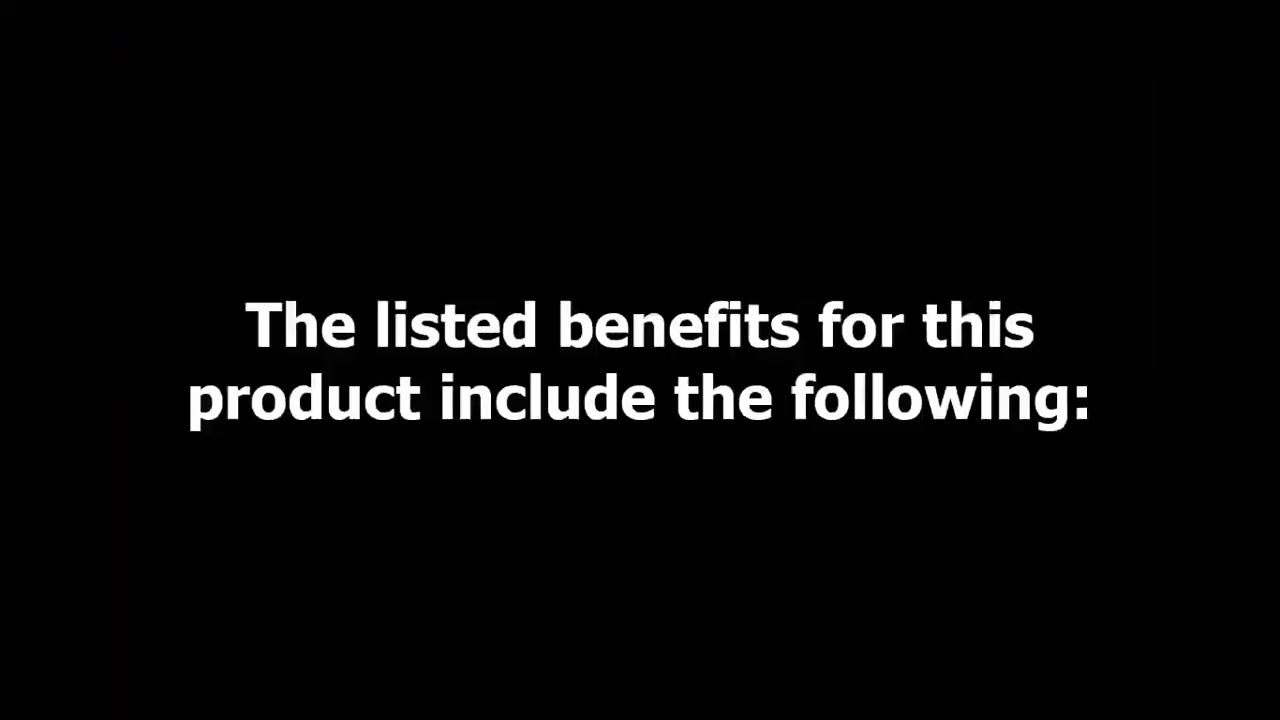 The listed benefits for this
product include the following: